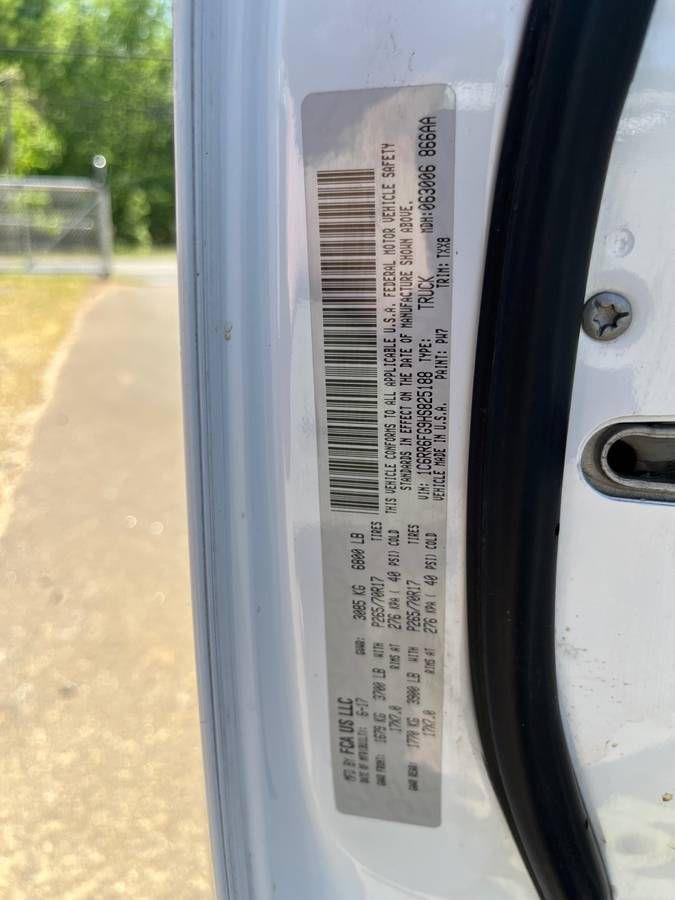 MFG BY FCA US LLC
DATE OF MFR(BUILT): 6-17 GVWR: 3085 KG 6800 LB
GAWR FRONT: 1679 KG 3700 LB WITH P265/70R17 TIRES
17X7.0 RIMS AT 276 KPA ( 40 PSI) COLD
GAWR REAR: 1770 KG 3900 LB WITH P265/70R17 TIRES
17X7.0 RIMS AT 276 KPA ( 40 PSI) COLD
THIS VEHICLE CONFORMS TO ALL APPLICABLE U.S.A. FEDERAL MOTOR VEHICLE SAFETY
STANDARDS IN EFFECT ON THE DATE OF MANUFACTURE SHOWN ABOVE.
VIN: 1C6RR6FG9HS825188 TYPE: TRUCK MDH:063006 866AA
VEHICLE MADE IN U.S.A. PAINT: PW7 TRIM: TXX8